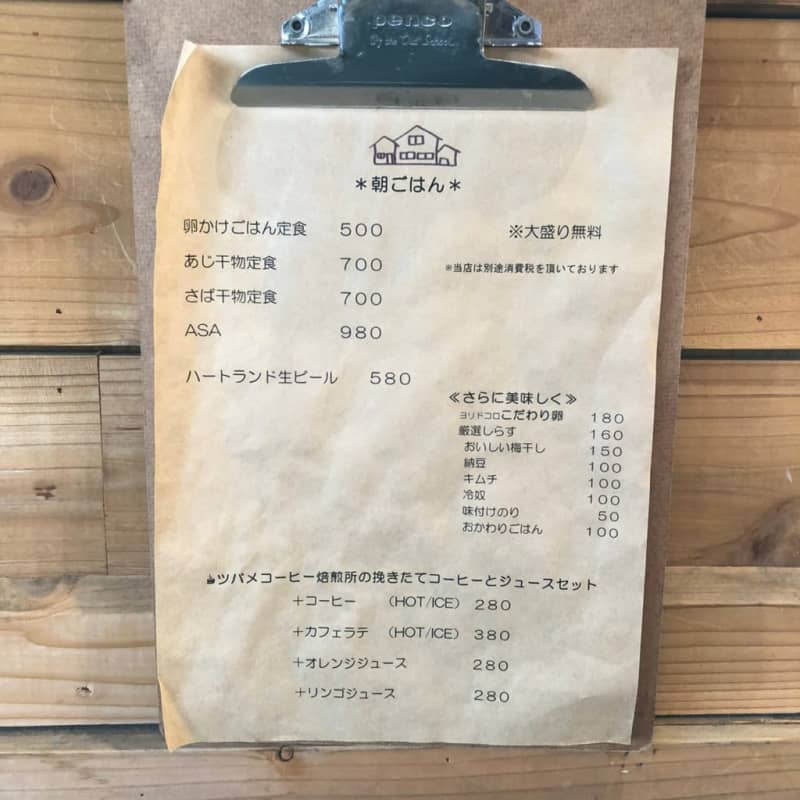 penco
＊朝ごはん＊
卵かけごはん定食 500
※大盛り無料
あじ干物定食 700
※当店は別途消費税を頂いております
さば干物定食 700
ASA 980
ハートランド生ビール 580
≪さらに美味しく≫
ヨリドコロこだわり卵 180
厳選しらす 160
おいしい梅干し 150
納豆 100
キムチ 100
冷奴 100
味付けのり 50
おかわりごはん 100
☕ツバメコーヒー焙煎所の挽きたてコーヒーとジュースセット
＋コーヒー （HOT/ICE） 280
＋カフェラテ （HOT/ICE） 380
＋オレンジジュース 280
＋リンゴジュース 280